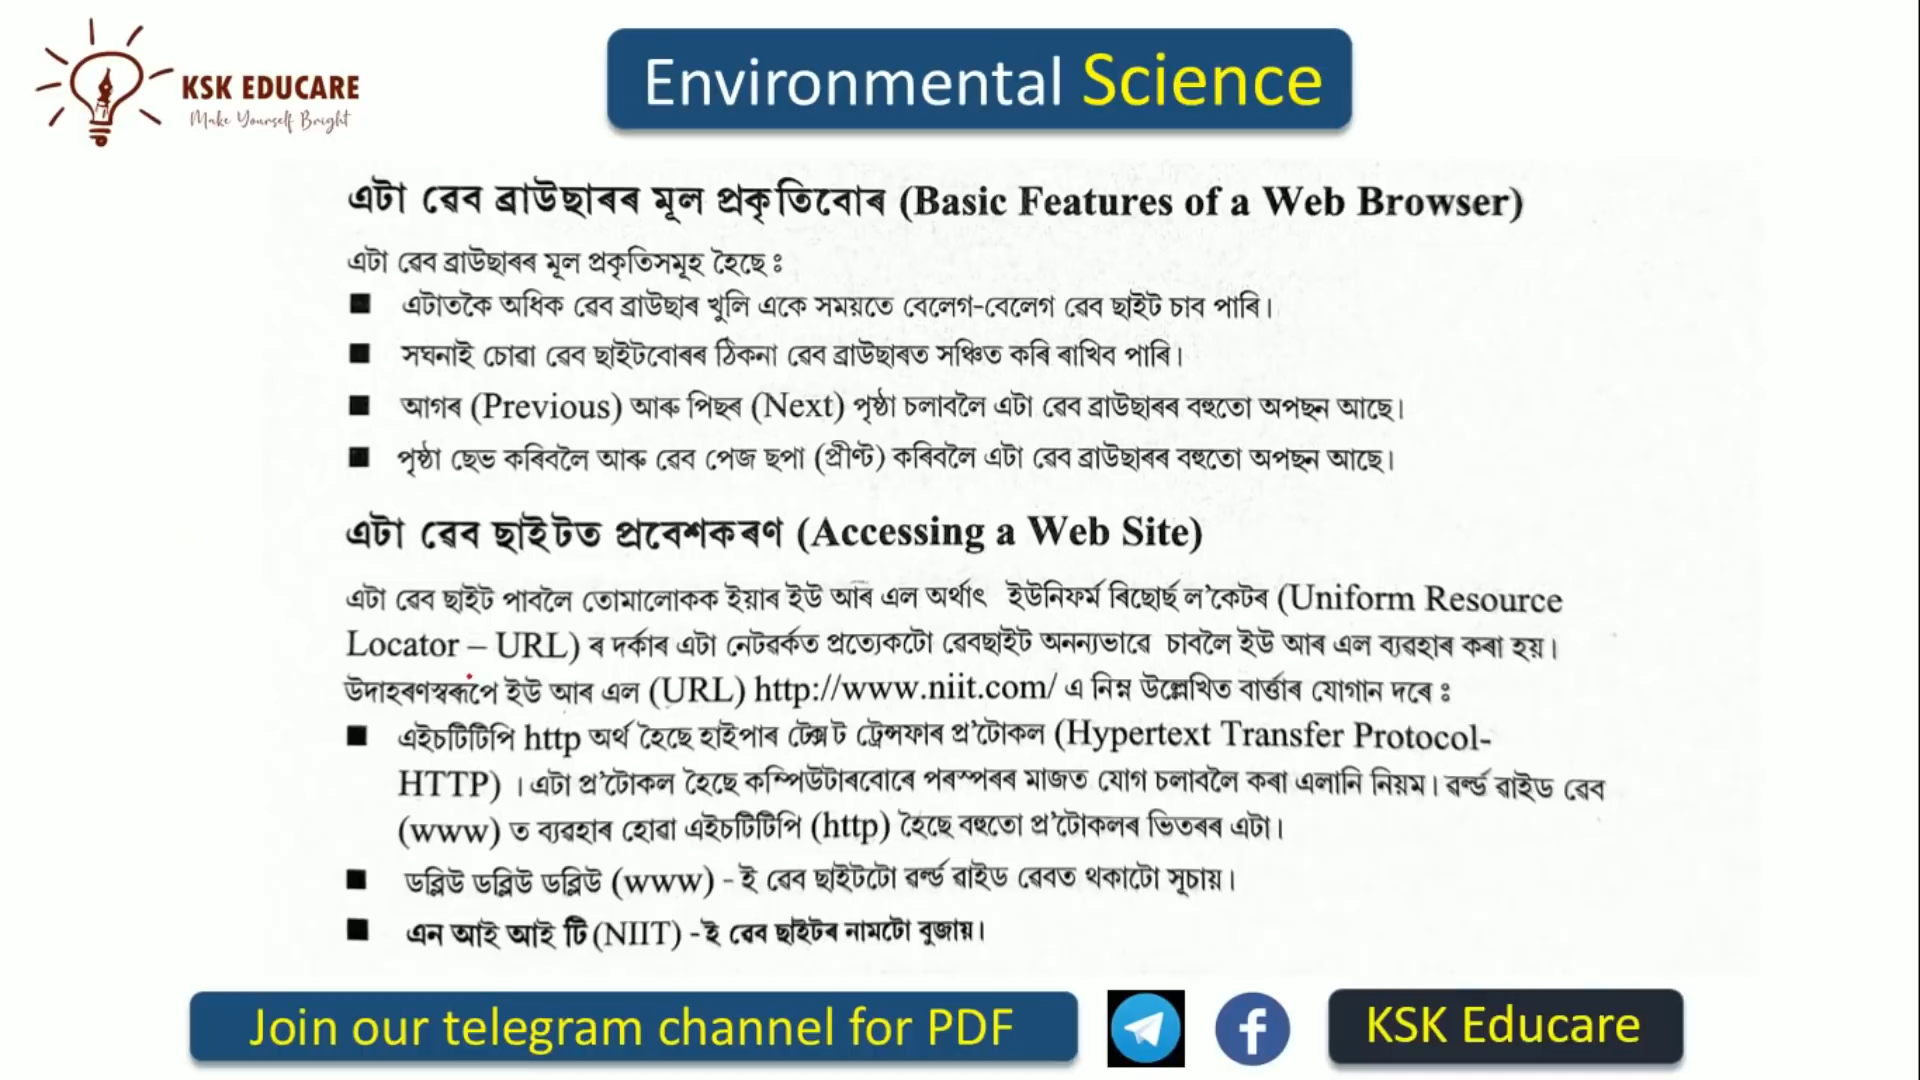 KSK EDUCARE
Make Yourself Bright
Environmental Science
এটা ৱেব ব্ৰাউছাৰৰ মূল প্ৰকৃতিবোৰ (Basic Features of a Web Browser)
এটা ৱেব ব্ৰাউছাৰৰ মূল প্ৰকৃতিসমূহ হৈছে ঃ
■ এটাতকৈ অধিক ৱেব ব্ৰাউছাৰ খুলি একে সময়তে বেলেগ-বেলেগ ৱেব ছাইট চাব পাৰি।
■ সঘনাই চোৱা ৱেব ছাইটবোৰৰ ঠিকনা ৱেব ব্ৰাউছাৰত সঞ্চিত কৰি ৰাখিব পাৰি।
■ আগৰ (Previous) আৰু পিছৰ (Next) পৃষ্ঠা চলাবলৈ এটা ৱেব ব্ৰাউছাৰৰ বহুতো অপছন আছে।
■ পৃষ্ঠা ছেভ কৰিবলৈ আৰু ৱেব পেজ ছপা (প্ৰীণ্ট) কৰিবলৈ এটা ৱেব ব্ৰাউছাৰৰ বহুতো অপছন আছে।
এটা ৱেব ছাইটত প্ৰবেশকৰণ (Accessing a Web Site)
এটা ৱেব ছাইট পাবলৈ তোমালোকক ইয়াৰ ইউ আৰ এল অৰ্থাৎ ইউনিফৰ্ম ৰিছোৰ্ছ ল'কেটৰ (Uniform Resource
Locator – URL) ৰ দৰ্কাৰ এটা নেটৱৰ্কত প্ৰত্যেকটো ৱেবছাইট অনন্যভাৱে চাবলৈ ইউ আৰ এল ব্যৱহাৰ কৰা হয়।
উদাহৰণস্বৰূপে ইউ আৰ এল (URL) http://www.niit.com/ এ নিম্ন উল্লেখিত বাৰ্ত্তাৰ যোগান দৰে ঃ
■ এইচটিটিপি http অৰ্থ হৈছে হাইপাৰ টেক্সট ট্ৰেন্সফাৰ প্ৰ'টোকল (Hypertext Transfer Protocol-
HTTP) । এটা প্ৰ'টোকল হৈছে কম্পিউটাৰবোৰে পৰস্পৰৰ মাজত যোগ চলাবলৈ কৰা এলানি নিয়ম। ৱৰ্ল্ড ৱাইড ৱেব
(www) ত ব্যৱহাৰ হোৱা এইচটিটিপি (http) হৈছে বহুতো প্ৰ'টোকলৰ ভিতৰৰ এটা।
■ ডব্লিউ ডব্লিউ ডব্লিউ (www) - ই ৱেব ছাইটটো ৱৰ্ল্ড ৱাইড ৱেবত থকাটো সূচায়।
■ এন আই আই টি (NIIT) - ই ৱেব ছাইটৰ নামটো বুজায়।
Join our telegram channel for PDF
KSK Educare